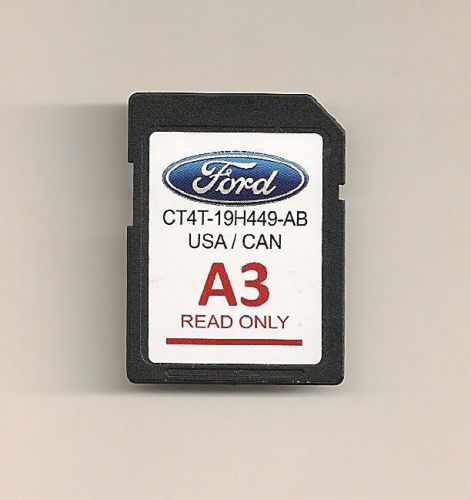 Ford
CT4T-19H449-AB
USA / CAN
A3
READ ONLY